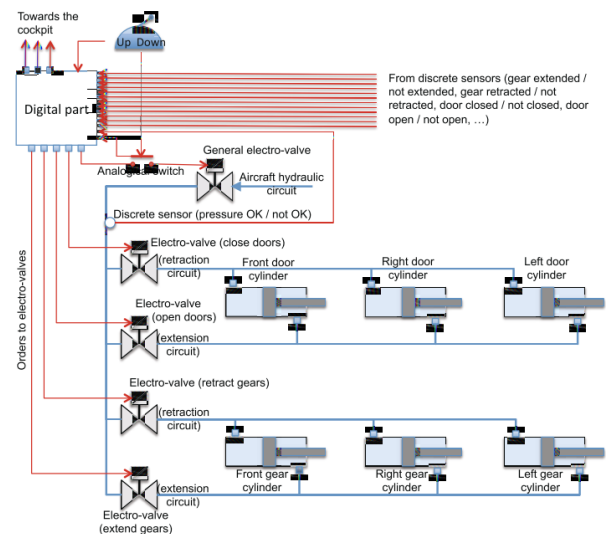 Towards the
cockpit
Up Down
From discrete sensors (gear extended /
not extended, gear retracted / not
retracted, door closed / not closed, door
open / not open, ...)
Digital part
General electro-valve
Analogical switch
Aircraft hydraulic
circuit
Discrete sensor (pressure OK / not OK)
Orders to electro-valves
Electro-valve (close doors)
(retraction
circuit)
Front door
cylinder
Right door
cylinder
Left door
cylinder
Electro-valve
(open doors)
(extension
circuit)
Electro-valve (retract gears)
(retraction
circuit)
Front gear
cylinder
Right gear
cylinder
Left gear
cylinder
(extension
circuit)
Electro-valve
(extend gears)